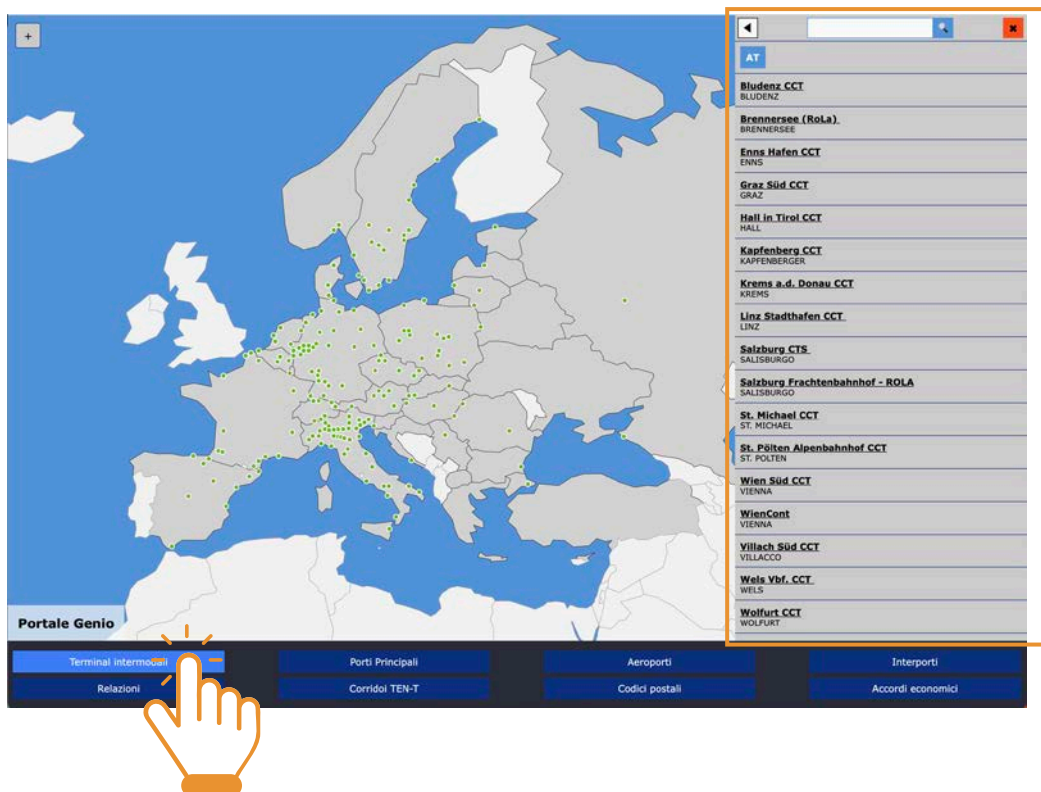 +
AT
Bludenz CCT
BLUDENZ
Brennersee (RoLa)
BRENNERSEE
Enns Hafen CCT
ENNS
Graz Süd CCT
GRAZ
Hall in Tirol CCT
HALL
Kapfenberg CCT
KAPFENBERGER
Krems a.d. Donau CCT
KREMS
Linz Stadthafen CCT
LINZ
Salzburg CTS
SALISBURGO
Salzburg Frachtenbahnhof - ROLA
SALISBURGO
St. Michael CCT
ST. MICHAEL
St. Pölten Alpenbahnhof CCT
ST. POLTEN
Wien Süd CCT
VIENNA
WienCont
VIENNA
Villach Süd CCT
VILLACCO
Wels Vbf. CCT
WELS
Wolfurt CCT
WOLFURT
Portale Genio
Terminal intermodali
Porti Principali
Aeroporti
Interporti
Relazioni
Corridoi TEN-T
Codici postali
Accordi economici